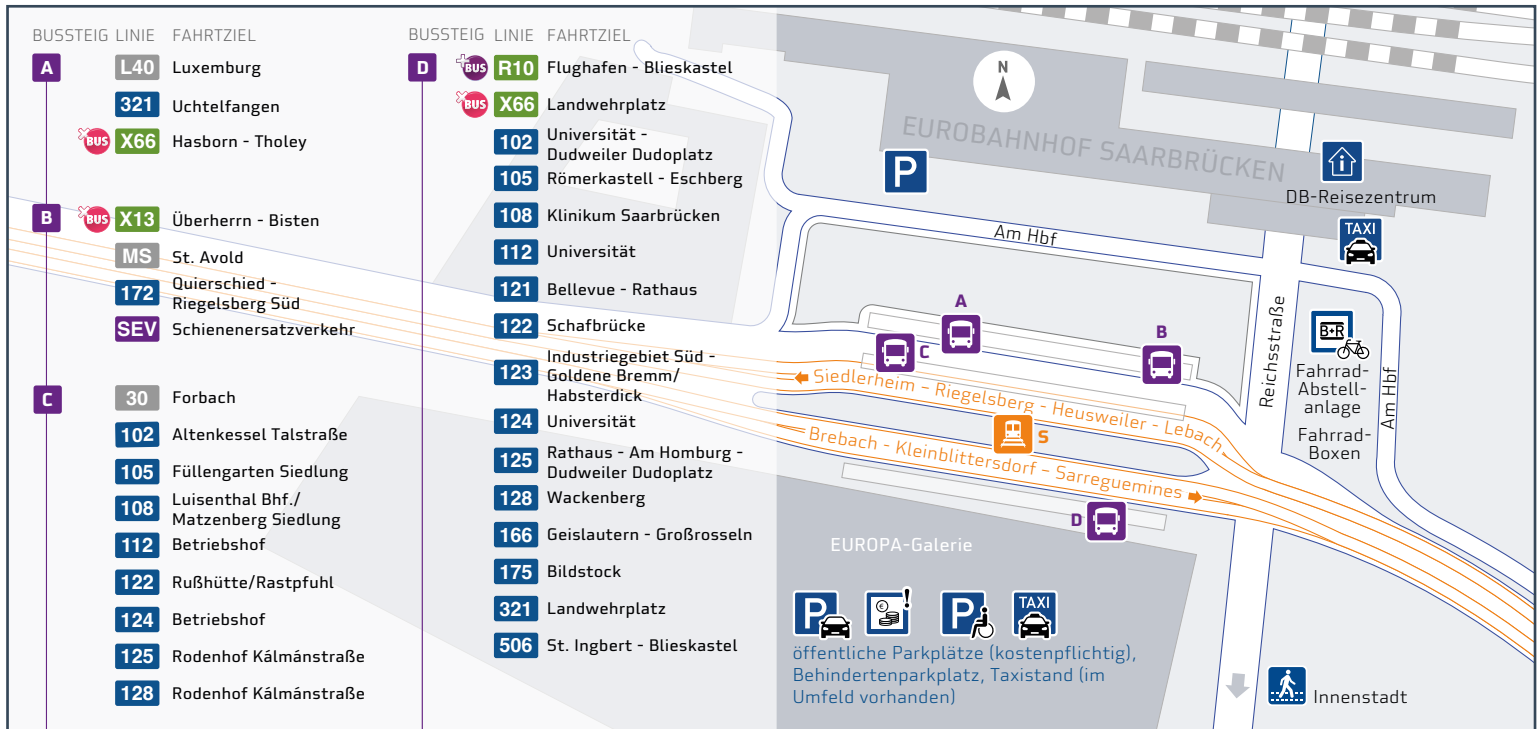 BUSSTEIG LINIE FAHRTZIEL
A L40 Luxemburg
321 Uchtelfangen
XBUS X66 Hasborn - Tholey
B XBUS X13 Überherrn - Bisten
MS St. Avold
172 Quierschied -
Riegelsberg Süd
SEV Schienenersatzverkehr
C 30 Forbach
102 Altenkessel Talstraße
105 Füllengarten Siedlung
108 Luisenthal Bhf./
Matzenberg Siedlung
112 Betriebshof
122 Rußhütte/Rastpfuhl
124 Betriebshof
125 Rodenhof Kálmánstraße
128 Rodenhof Kálmánstraße
BUSSTEIG LINIE FAHRTZIEL
D +BUS R10 Flughafen - Blieskastel
XBUS X66 Landwehrplatz
102 Universität -
Dudweiler Dudoplatz
105 Römerkastell - Eschberg
108 Klinikum Saarbrücken
112 Universität
121 Bellevue - Rathaus
122 Schafbrücke
123 Industriegebiet Süd -
Goldene Bremm/
Habsterdick
124 Universität
125 Rathaus - Am Homburg -
Dudweiler Dudoplatz
128 Wackenberg
166 Geislautern - Großrosseln
175 Bildstock
321 Landwehrplatz
506 St. Ingbert - Blieskastel
N
EUROBAHNHOF SAARBRÜCKEN
P
DB-Reisezentrum
TAXI
Am Hbf
A
B
C
Reichsstraße
B+R
Fahrrad-
Abstell-
anlage
Fahrrad-
Boxen
Am Hbf
Siedlerheim - Riegelsberg - Heusweiler - Lebach
S
Brebach - Kleinblittersdorf - Sarreguemines
D
EUROPA-Galerie
P € ! P TAXI
öffentliche Parkplätze (kostenpflichtig),
Behindertenparkplatz, Taxistand (im
Umfeld vorhanden)
Innenstadt